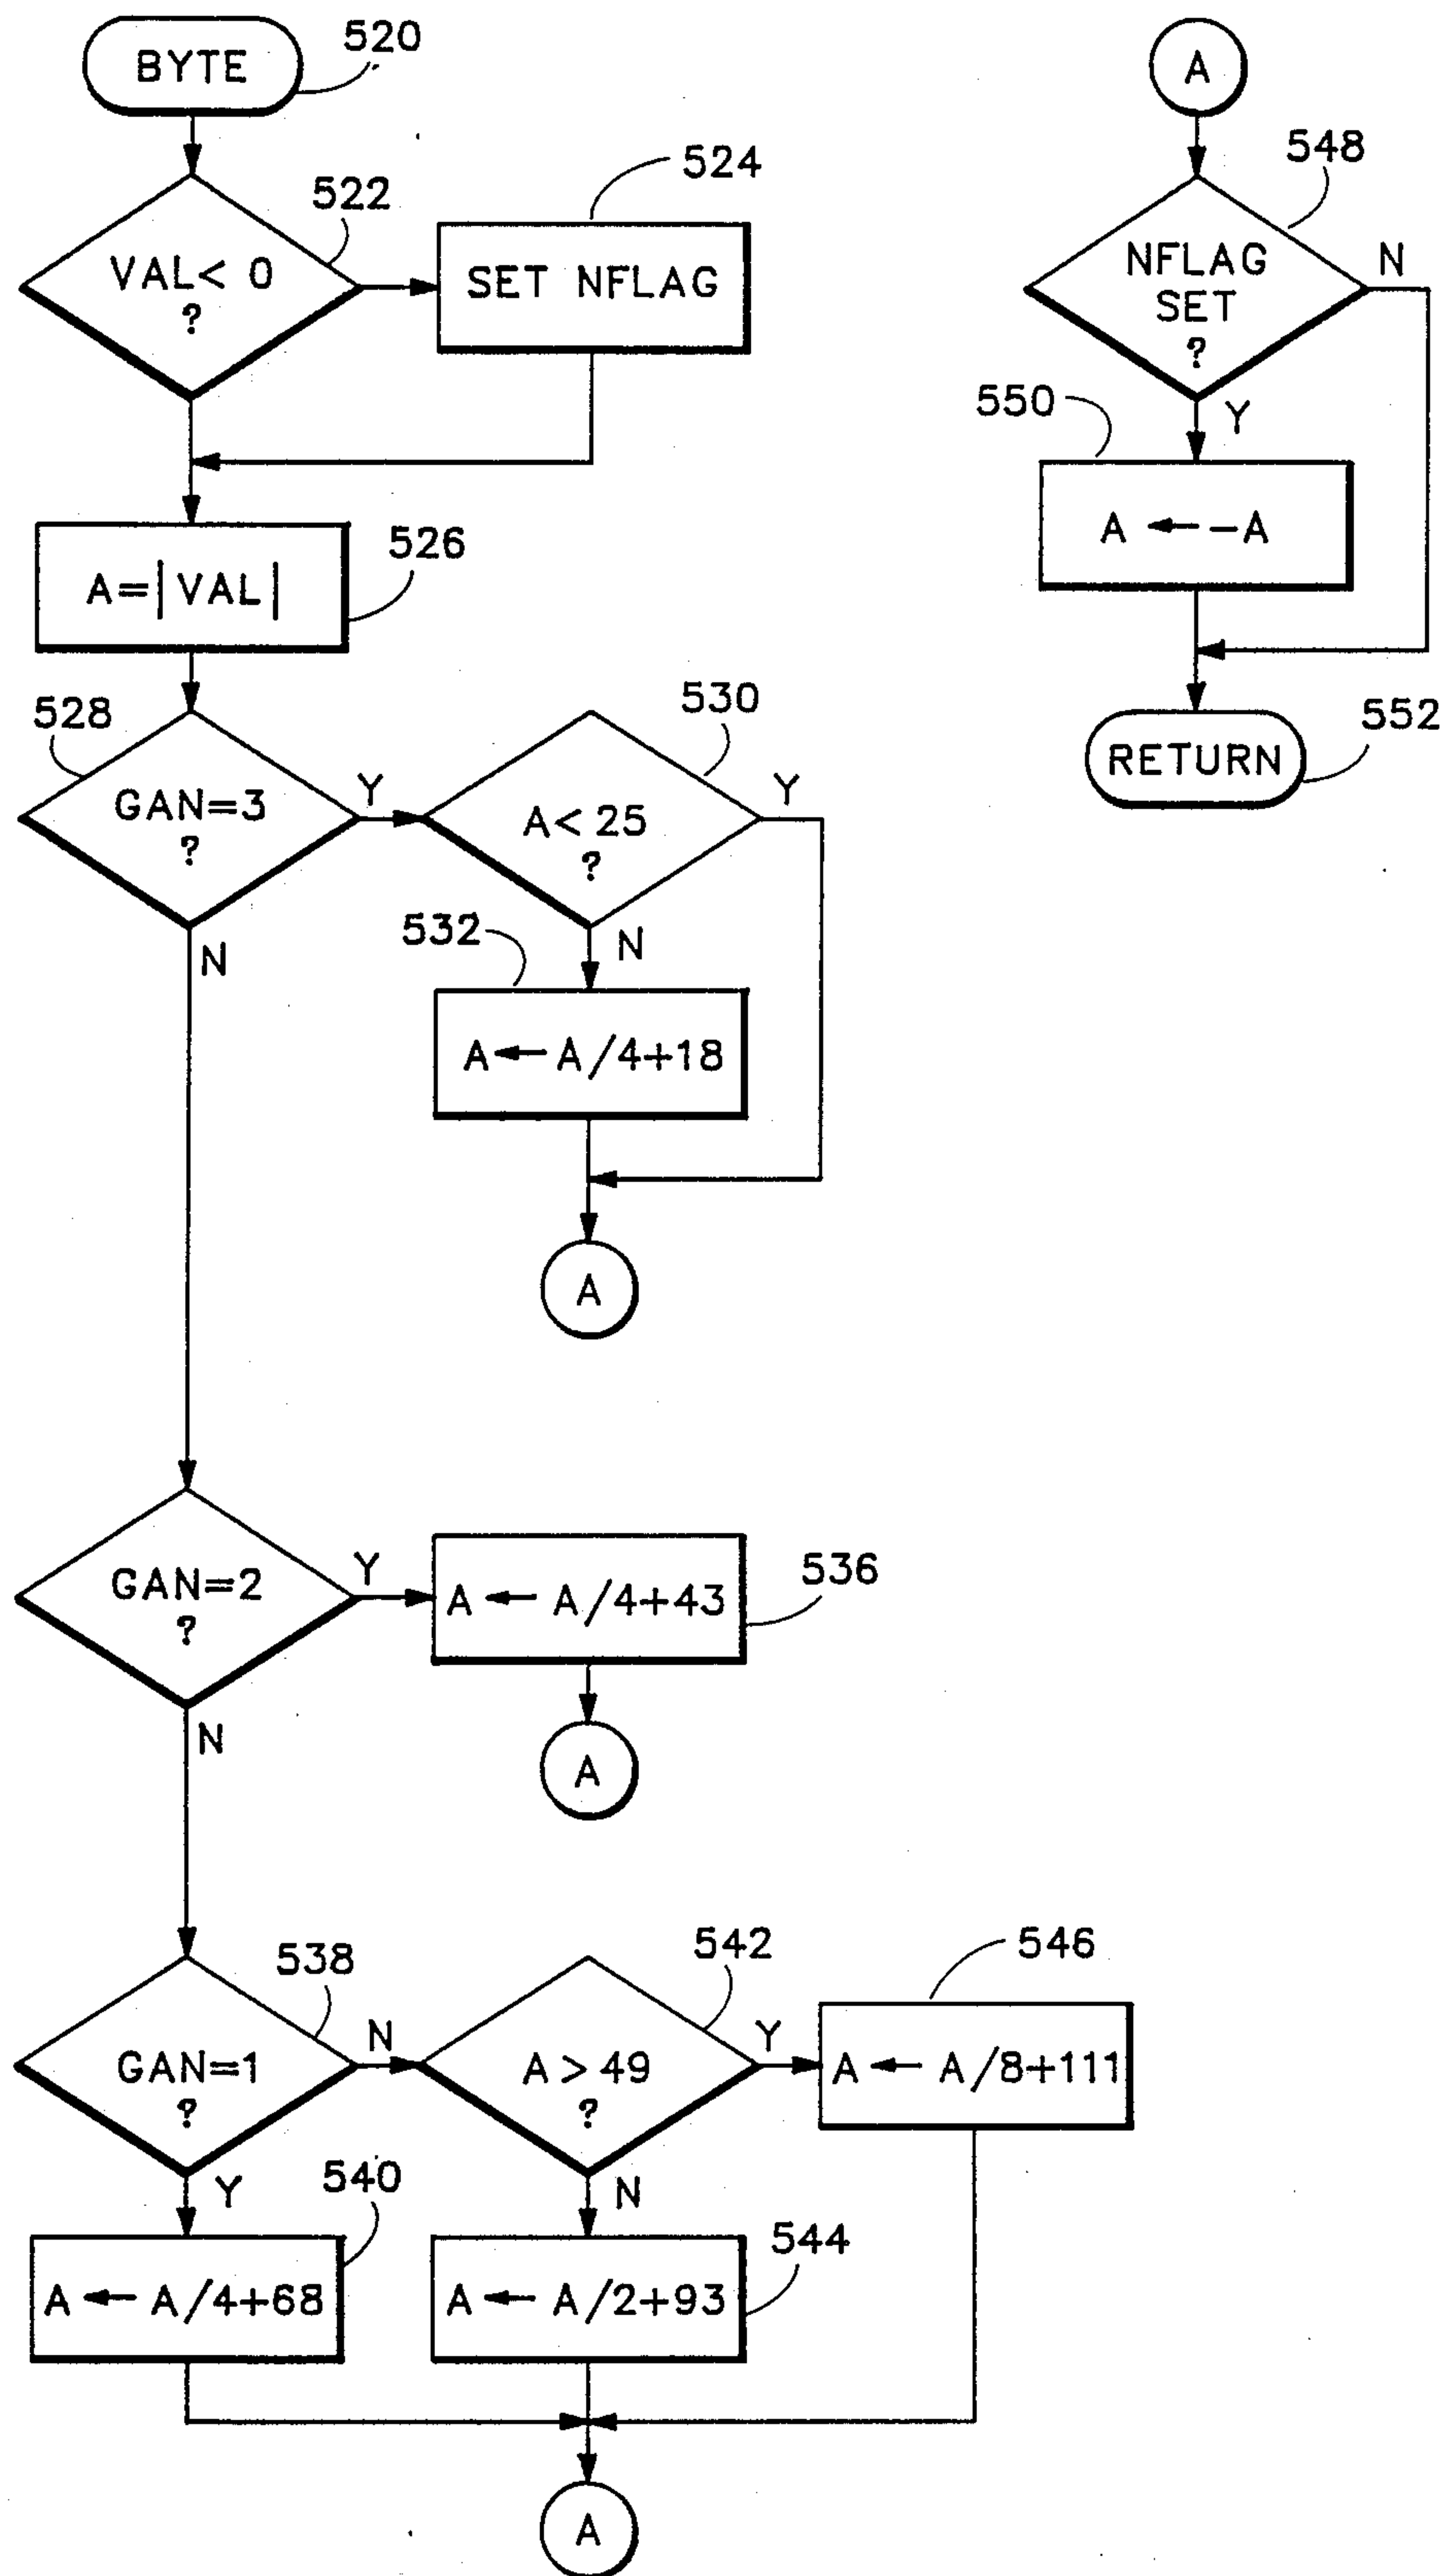 BYTE
520
VAL< 0
?
522
SET NFLAG
524
A=|VAL|
526
528
GAN=3
?
Y
N
530
A< 25
?
Y
N
532
A ← A/4+18
A
GAN=2
?
Y
N
A ← A/4+43
536
A
538
GAN=1
?
N
Y
542
A > 49
?
Y
N
546
A ← A/8+111
540
A ← A/4+68
544
A ← A/2+93
A
A
548
NFLAG
SET
?
N
Y
550
A ← –A
RETURN
552